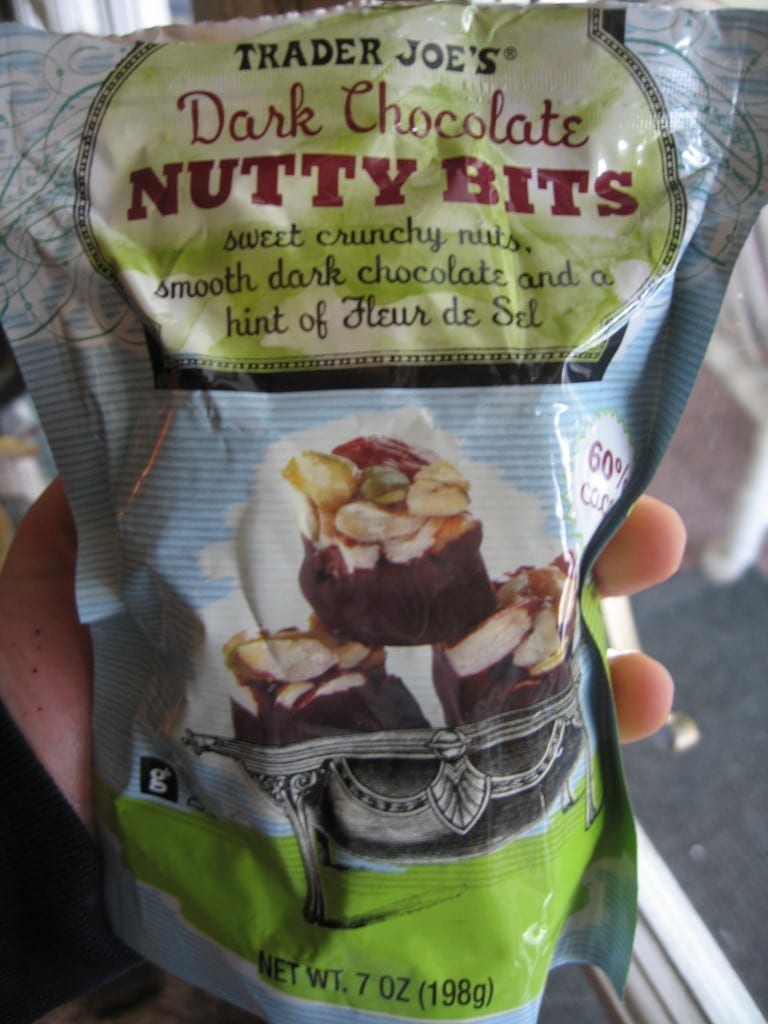 TRADER JOE'S®
Dark Chocolate
NUTTY BITS
sweet crunchy nuts,
smooth dark chocolate and a
hint of Fleur de Sel
60%
g
NET WT. 7 OZ (198g)